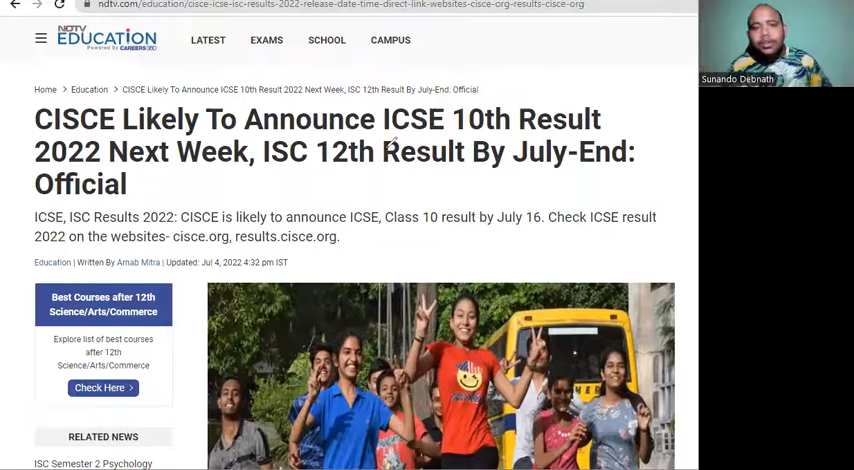 ndtv.com/education/cisce-icse-isc-results-2022-release-date-time-direct-link-websites-cisce-org-results-cisce-org
NDTV
EDUCATION
Powered by CAREERS360
LATEST EXAMS SCHOOL CAMPUS
Sunando Debnath
Home > Education > CISCE Likely To Announce ICSE 10th Result 2022 Next Week, ISC 12th Result By July-End: Official
CISCE Likely To Announce ICSE 10th Result
2022 Next Week, ISC 12th Result By July-End:
Official
ICSE, ISC Results 2022: CISCE is likely to announce ICSE, Class 10 result by July 16. Check ICSE result
2022 on the websites- cisce.org, results.cisce.org.
Education | Written By Arnab Mitra | Updated: Jul 4, 2022 4:32 pm IST
Best Courses after 12th
Science/Arts/Commerce
Explore list of best courses
after 12th
Science/Arts/Commerce
Check Here >
RELATED NEWS
ISC Semester 2 Psychology